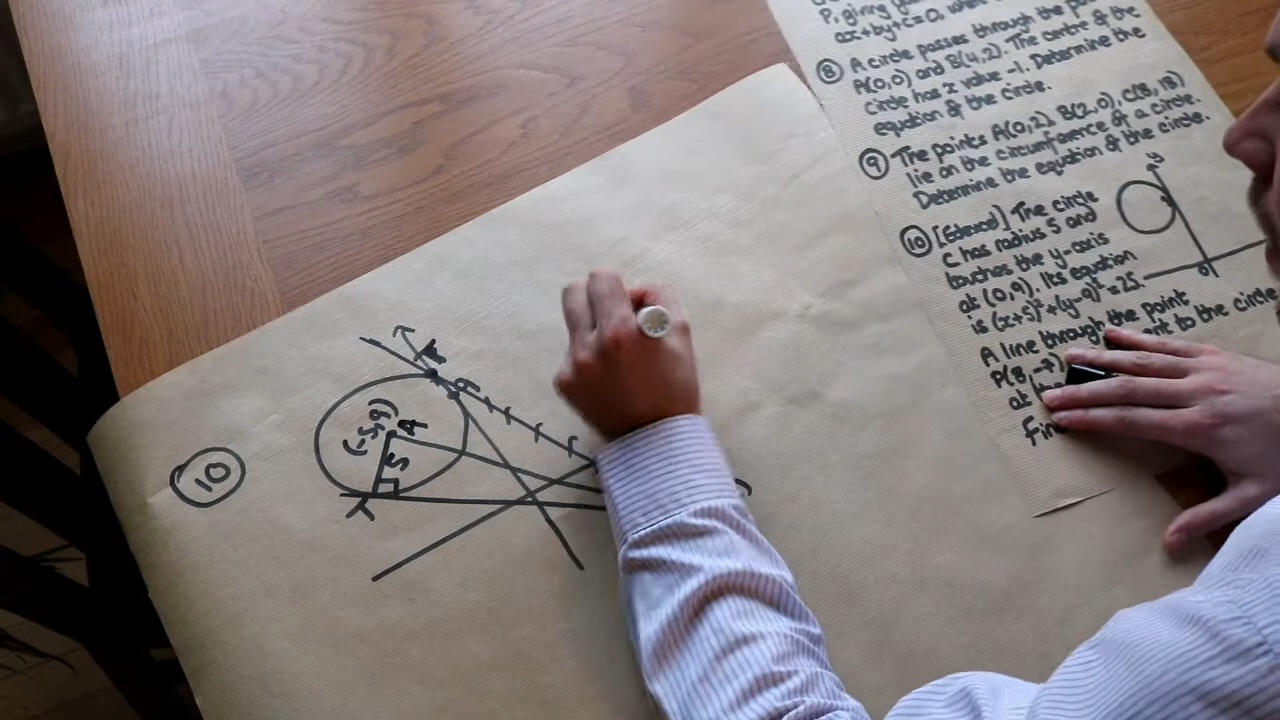 P, giving
ax+by+c=0, where
⑧ A circle passes through the
A(0,0) and B(4,2). The centre of the
circle has x value -1. Determine the
equation of the circle.
⑨ The points A(0,2), B(2,0), C(8,18)
lie on the circumference of a circle.
Determine the equation of the circle.
⑩ [Edexcel] The circle
C has radius 5 and
touches the y-axis
at (0,9). Its equation
is (x+5)²+(y-9)²=25.
A line through the point
P(8,-7) to the circle
at
y
O
⑩
(-5,9)
A
5
T
9